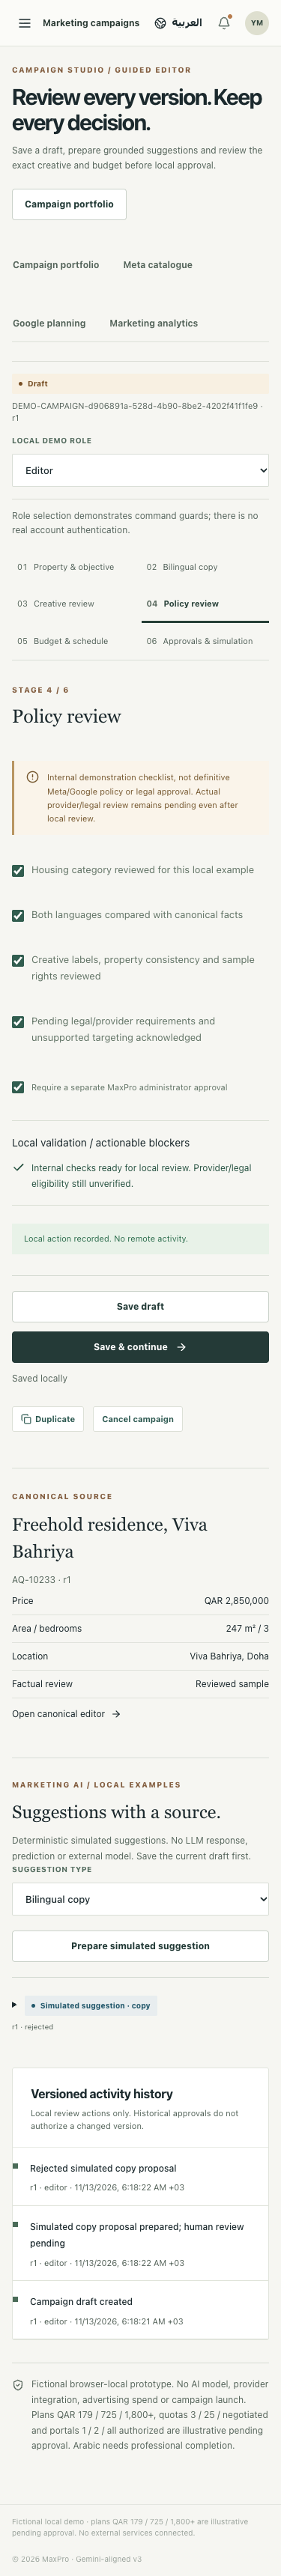 Marketing campaigns
العربية
YM
CAMPAIGN STUDIO / GUIDED EDITOR
Review every version. Keep
every decision.
Save a draft, prepare grounded suggestions and review the
exact creative and budget before local approval.
Campaign portfolio
Campaign portfolio Meta catalogue
Google planning Marketing analytics
Draft
DEMO-CAMPAIGN-d906891a-528d-4b90-8be2-4202f41f1fe9 ·
r1
LOCAL DEMO ROLE
Editor
Role selection demonstrates command guards; there is no
real account authentication.
01 Property & objective 02 Bilingual copy
03 Creative review 04 Policy review
05 Budget & schedule 06 Approvals & simulation
STAGE 4 / 6
Policy review
Internal demonstration checklist, not definitive
Meta/Google policy or legal approval. Actual
provider/legal review remains pending even after
local review.
Housing category reviewed for this local example
Both languages compared with canonical facts
Creative labels, property consistency and sample
rights reviewed
Pending legal/provider requirements and
unsupported targeting acknowledged
Require a separate MaxPro administrator approval
Local validation / actionable blockers
Internal checks ready for local review. Provider/legal
eligibility still unverified.
Local action recorded. No remote activity.
Save draft
Save & continue
Saved locally
Duplicate Cancel campaign
CANONICAL SOURCE
Freehold residence, Viva
Bahriya
AQ-10233 · r1
Price QAR 2,850,000
Area / bedrooms 247 m² / 3
Location Viva Bahriya, Doha
Factual review Reviewed sample
Open canonical editor
MARKETING AI / LOCAL EXAMPLES
Suggestions with a source.
Deterministic simulated suggestions. No LLM response,
prediction or external model. Save the current draft first.
SUGGESTION TYPE
Bilingual copy
Prepare simulated suggestion
Simulated suggestion · copy
r1 · rejected
Versioned activity history
Local review actions only. Historical approvals do not
authorize a changed version.
Rejected simulated copy proposal
r1 · editor · 11/13/2026, 6:18:22 AM +03
Simulated copy proposal prepared; human review
pending
r1 · editor · 11/13/2026, 6:18:22 AM +03
Campaign draft created
r1 · editor · 11/13/2026, 6:18:21 AM +03
Fictional browser-local prototype. No AI model, provider
integration, advertising spend or campaign launch.
Plans QAR 179 / 725 / 1,800+, quotas 3 / 25 / negotiated
and portals 1 / 2 / all authorized are illustrative pending
approval. Arabic needs professional completion.
Fictional local demo · plans QAR 179 / 725 / 1,800+ are illustrative
pending approval. No external services connected.
© 2026 MaxPro · Gemini-aligned v3